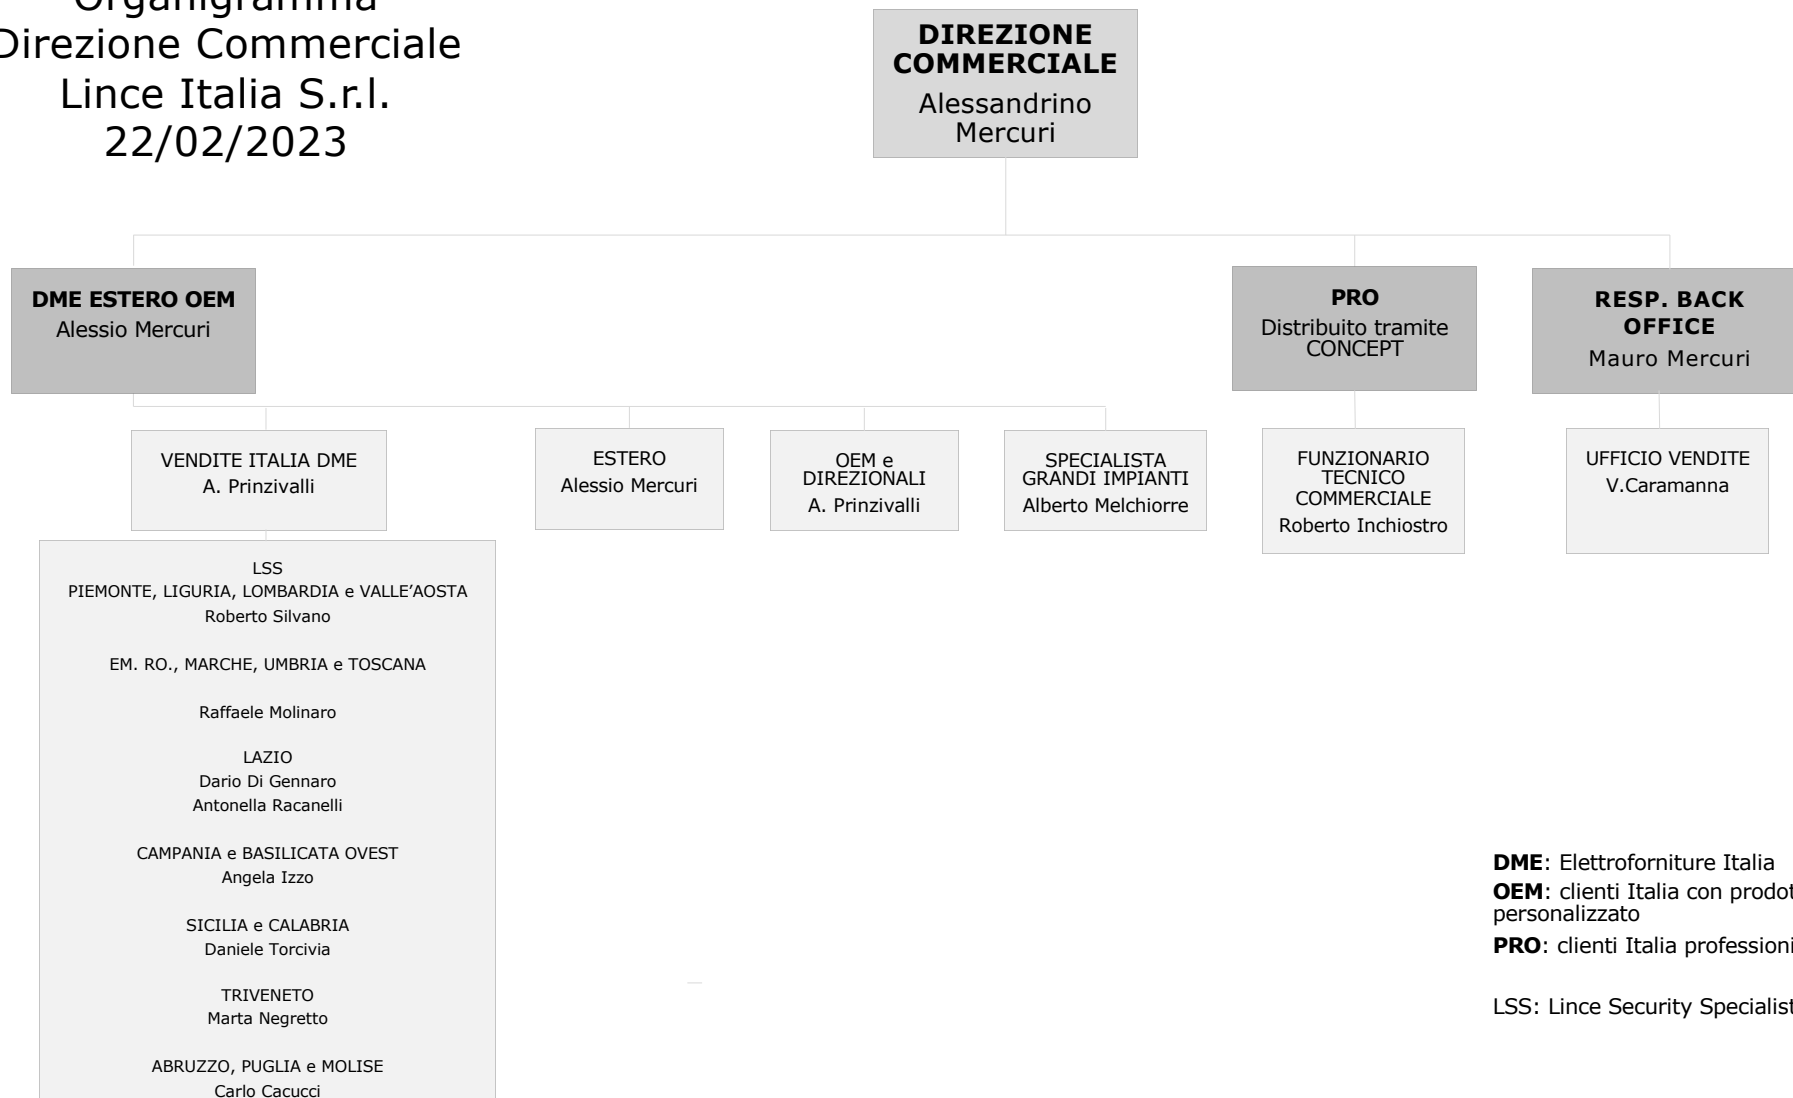 Organigramma
Direzione Commerciale
Lince Italia S.r.l.
22/02/2023
DIREZIONE
COMMERCIALE
Alessandrino
Mercuri
DME ESTERO OEM
Alessio Mercuri
PRO
Distribuito tramite
CONCEPT
RESP. BACK
OFFICE
Mauro Mercuri
VENDITE ITALIA DME
A. Prinzivalli
ESTERO
Alessio Mercuri
OEM e
DIREZIONALI
A. Prinzivalli
SPECIALISTA
GRANDI IMPIANTI
Alberto Melchiorre
FUNZIONARIO
TECNICO
COMMERCIALE
Roberto Inchiostro
UFFICIO VENDITE
V.Caramanna
LSS
PIEMONTE, LIGURIA, LOMBARDIA e VALLE’AOSTA
Roberto Silvano
EM. RO., MARCHE, UMBRIA e TOSCANA
Raffaele Molinaro
LAZIO
Dario Di Gennaro
Antonella Racanelli
CAMPANIA e BASILICATA OVEST
Angela Izzo
SICILIA e CALABRIA
Daniele Torcivia
TRIVENETO
Marta Negretto
ABRUZZO, PUGLIA e MOLISE
Carlo Cacucci
DME: Elettroforniture Italia
OEM: clienti Italia con
personalizzato
PRO: clienti Italia
LSS: Lince Security Specialist